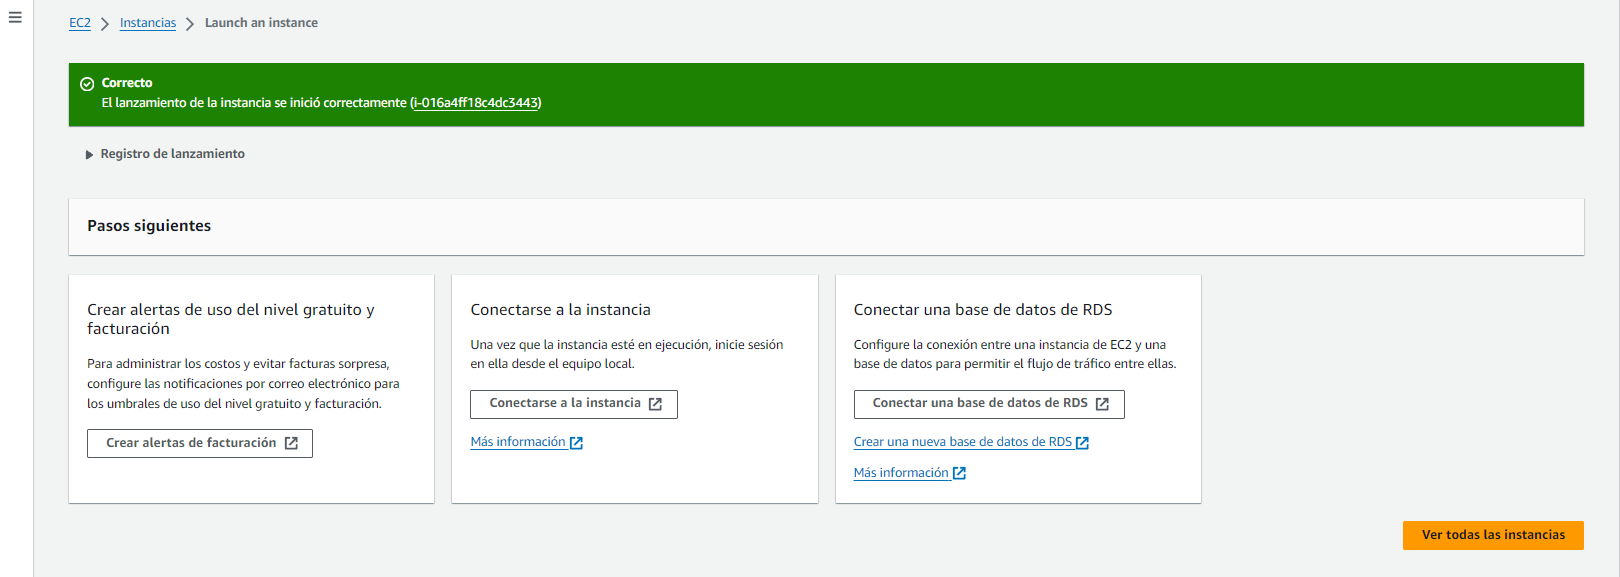 EC2 > Instancias > Launch an instance
Correcto
El lanzamiento de la instancia se inició correctamente (i-016a4ff18c4dc3443)
Registro de lanzamiento
Pasos siguientes
Crear alertas de uso del nivel gratuito y
facturación
Para administrar los costos y evitar facturas sorpresa,
configure las notificaciones por correo electrónico para
los umbrales de uso del nivel gratuito y facturación.
Crear alertas de facturación
Conectarse a la instancia
Una vez que la instancia esté en ejecución, inicie sesión
en ella desde el equipo local.
Conectarse a la instancia
Más información
Conectar una base de datos de RDS
Configure la conexión entre una instancia de EC2 y una
base de datos para permitir el flujo de tráfico entre ellas.
Conectar una base de datos de RDS
Crear una nueva base de datos de RDS
Más información
Ver todas las instancias